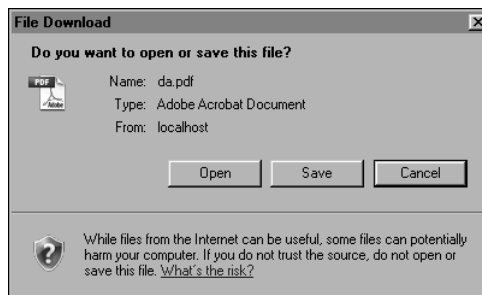 File Download
Do you want to open or save this file?
PDF
Adobe
Name: da.pdf
Type: Adobe Acrobat Document
From: localhost
Open Save Cancel
While files from the Internet can be useful, some files can potentially
harm your computer. If you do not trust the source, do not open or
save this file. What's the risk?